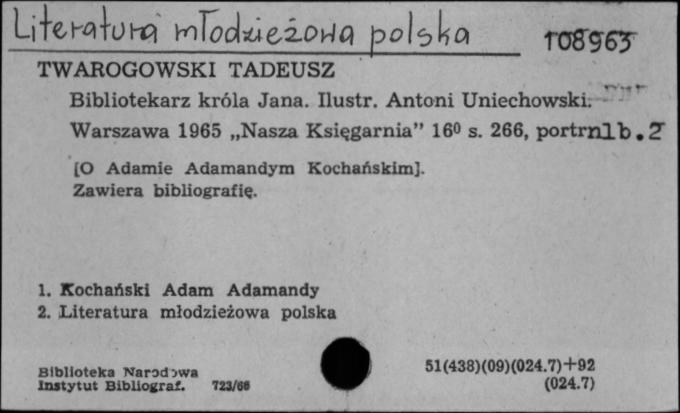 Literatura młodzieżowa polska
108963
TWAROGOWSKI TADEUSZ
Bibliotekarz króla Jana. Ilustr. Antoni Uniechowski.
Warszawa 1965 „Nasza Księgarnia” 16⁰ s. 266, portr nlb. 2
[O Adamie Adamandym Kochańskim].
Zawiera bibliografię.
1. Kochański Adam Adamandy
2. Literatura młodzieżowa polska
Biblioteka Narodowa
Instytut Bibliograf. 723/66
51(438)(09)(024.7)+92
(024.7)